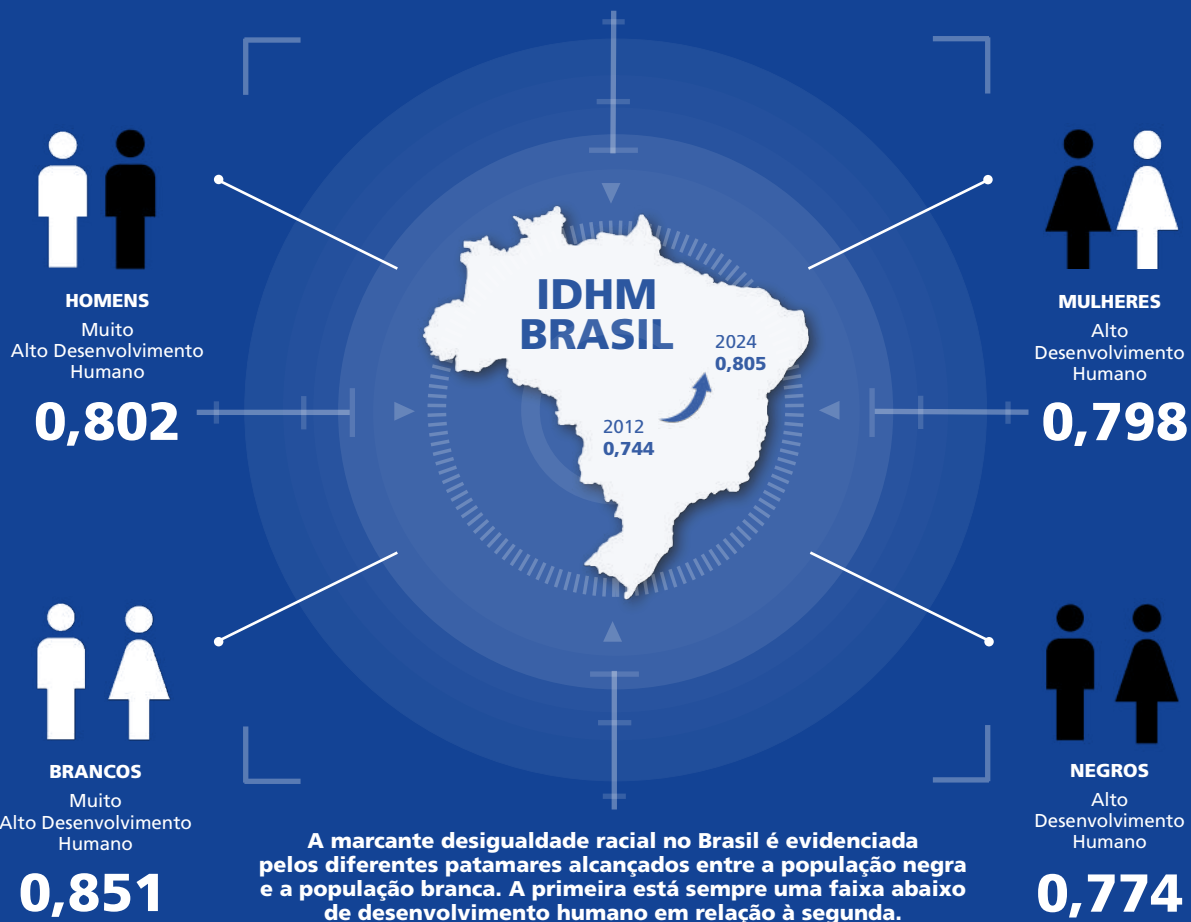 IDHM
BRASIL
2024
0,805
2012
0,744
HOMENS
Muito
Alto Desenvolvimento
Humano
0,802
MULHERES
Alto
Desenvolvimento
Humano
0,798
BRANCOS
Muito
Alto Desenvolvimento
Humano
0,851
NEGROS
Alto
Desenvolvimento
Humano
0,774
A marcante desigualdade racial no Brasil é evidenciada
pelos diferentes patamares alcançados entre a população negra
e a população branca. A primeira está sempre uma faixa abaixo
de desenvolvimento humano em relação à segunda.